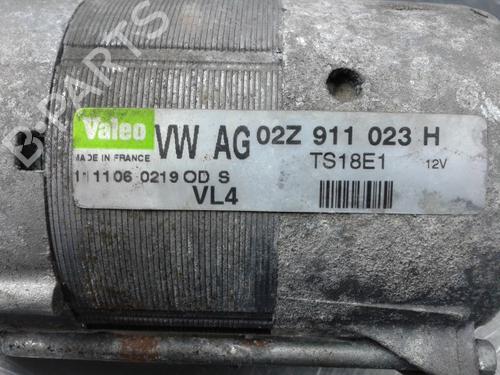 Valeo VW AG 02Z 911 023 H
MADE IN FRANCE TS18E1 12V
111106 0219 OD S
VL4
B-PARTS